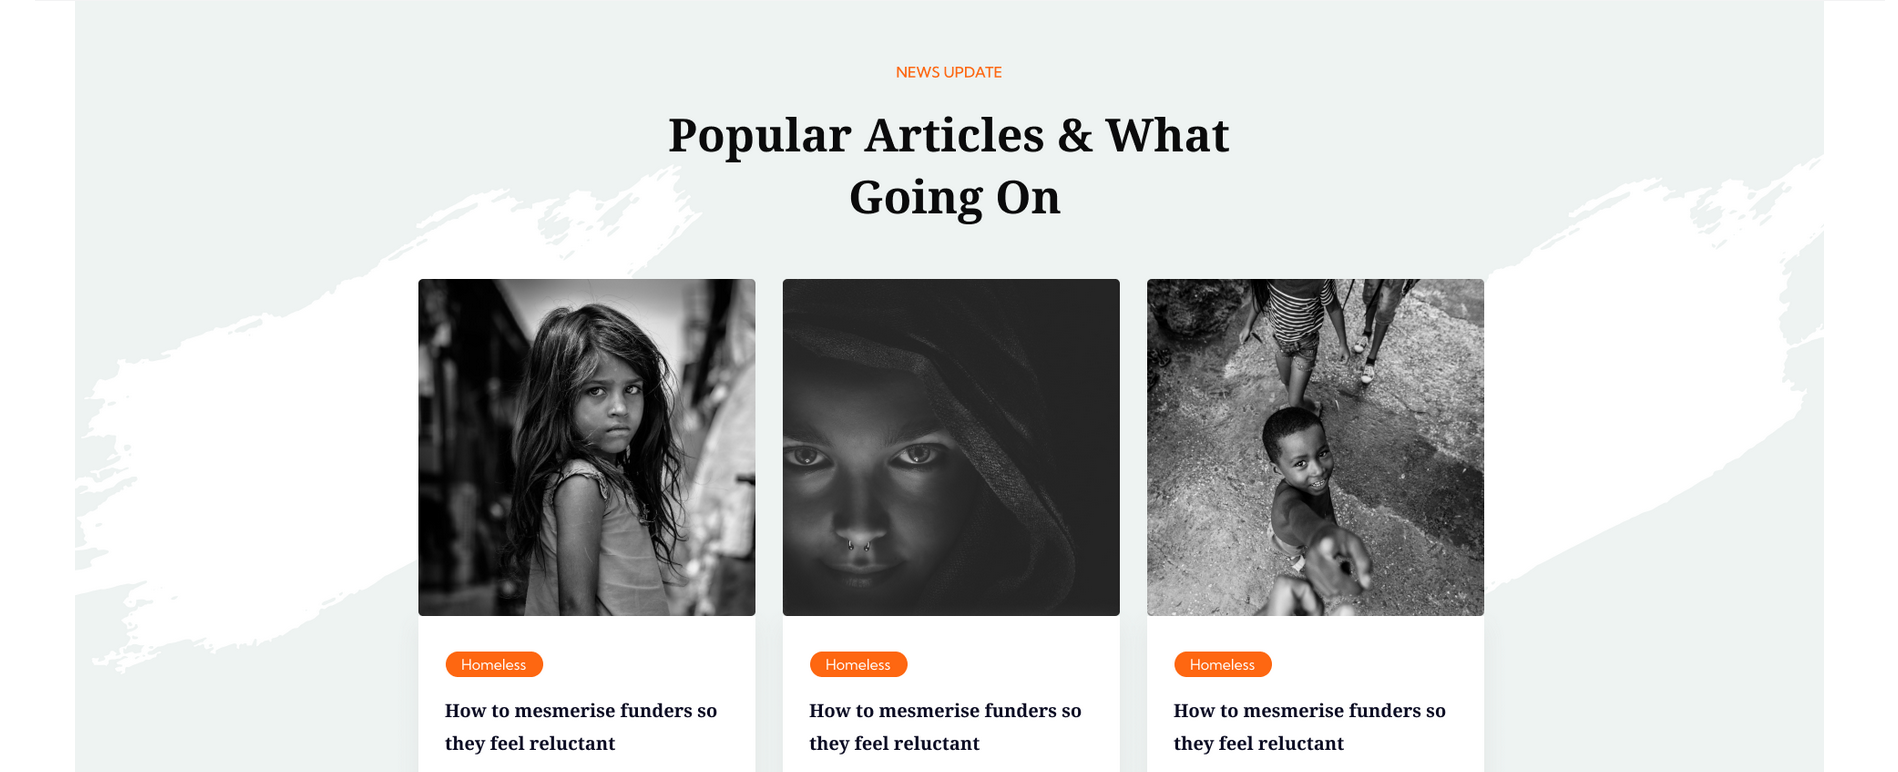 NEWS UPDATE
Popular Articles & What
Going On
Homeless
How to mesmerise funders so
they feel reluctant
Homeless
How to mesmerise funders so
they feel reluctant
Homeless
How to mesmerise funders so
they feel reluctant